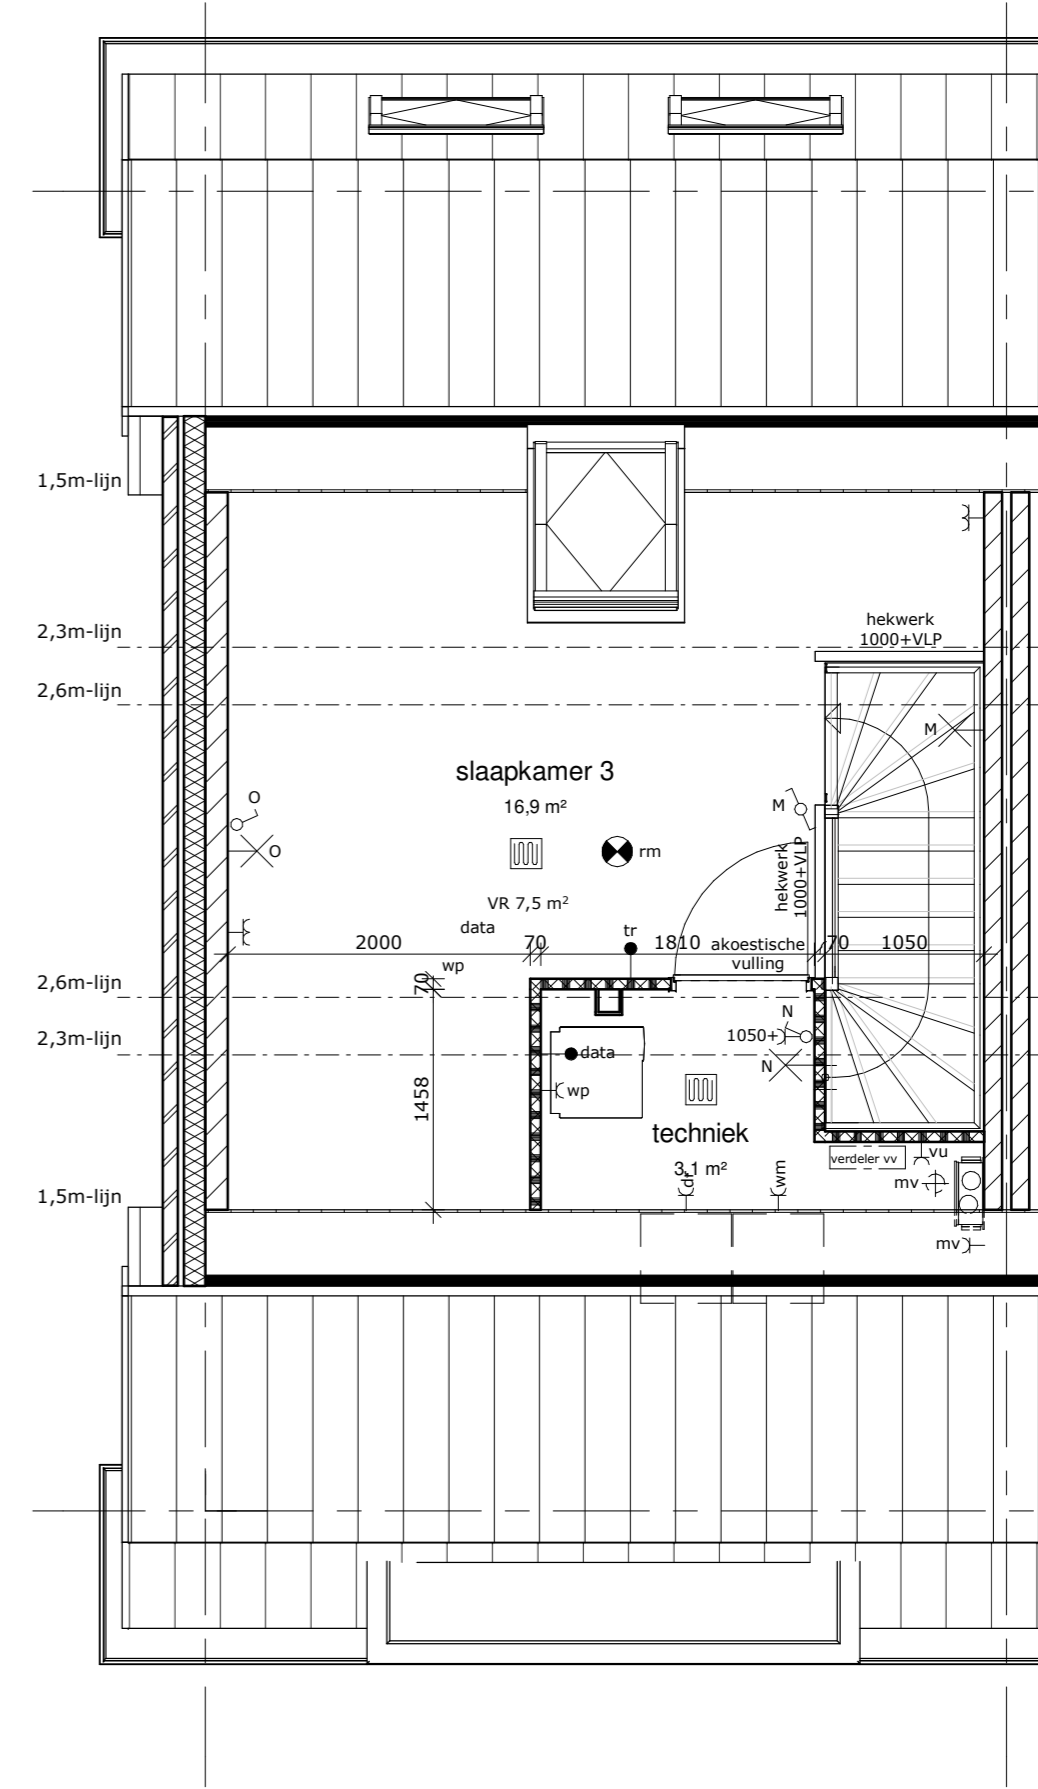 1,5m-lijn
2,3m-lijn
hekwerk
1000+VLP
2,6m-lijn
M
slaapkamer 3
16,9 m²
O
M
O
rm
hekwerk
1000+VLP
VR 7,5 m²
data
tr
2000
70
1810
akoestische
vulling
70
1050
wp
70
2,6m-lijn
N
1050+
2,3m-lijn
data
N
wp
1458
techniek
3,1 m²
verdeler vv
vu
dr
wm
mv
1,5m-lijn
mv